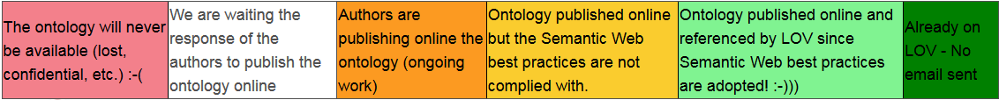 The ontology will never
be available (lost,
confidential, etc.) :-(
We are waiting the
response of the
authors to publish the
ontology online
Authors are
publishing online the
ontology (ongoing
work)
Ontology published online
but the Semantic Web
best practices are not
complied with.
Ontology published online and
referenced by LOV since
Semantic Web best practices
are adopted! :-)))
Already on
LOV - No
email sent